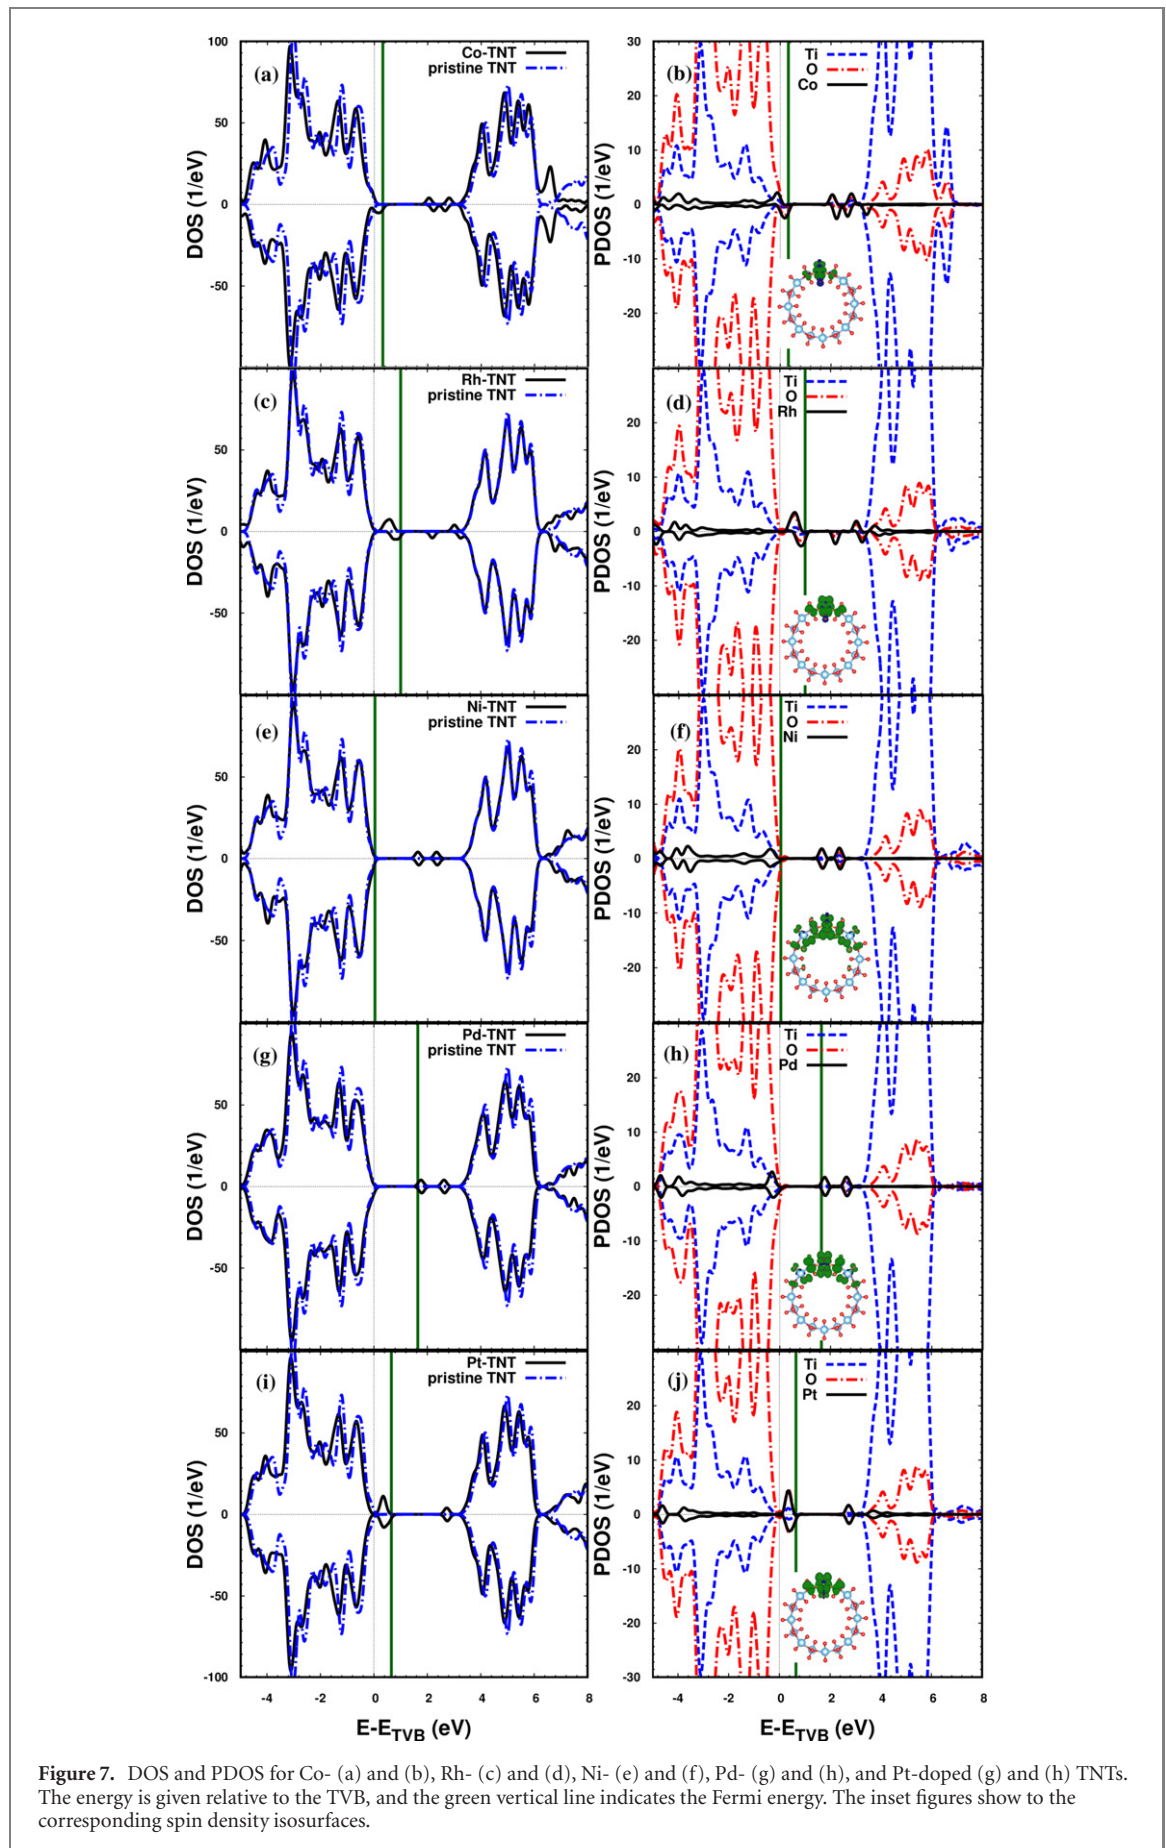 (a)
Co-TNT
pristine TNT
DOS (1/eV)
100
50
0
-50
(b)
Ti
O
Co
PDOS (1/eV)
30
20
10
0
-10
-20
(c)
Rh-TNT
pristine TNT
DOS (1/eV)
50
0
-50
(d)
Ti
O
Rh
PDOS (1/eV)
20
10
0
-10
-20
(e)
Ni-TNT
pristine TNT
DOS (1/eV)
50
0
-50
(f)
Ti
O
Ni
PDOS (1/eV)
20
10
0
-10
-20
(g)
Pd-TNT
pristine TNT
DOS (1/eV)
50
0
-50
(h)
Ti
O
Pd
PDOS (1/eV)
20
10
0
-10
-20
(i)
Pt-TNT
pristine TNT
DOS (1/eV)
50
0
-50
-100
-4 -2 0 2 4 6 8
E-E_TVB (eV)
(j)
Ti
O
Pt
PDOS (1/eV)
20
10
0
-10
-20
-30
-4 -2 0 2 4 6 8
E-E_TVB (eV)
Figure 7. DOS and PDOS for Co- (a) and (b), Rh- (c) and (d), Ni- (e) and (f), Pd- (g) and (h), and Pt-doped (g) and (h) TNTs.
The energy is given relative to the TVB, and the green vertical line indicates the Fermi energy. The inset figures show to the
corresponding spin density isosurfaces.